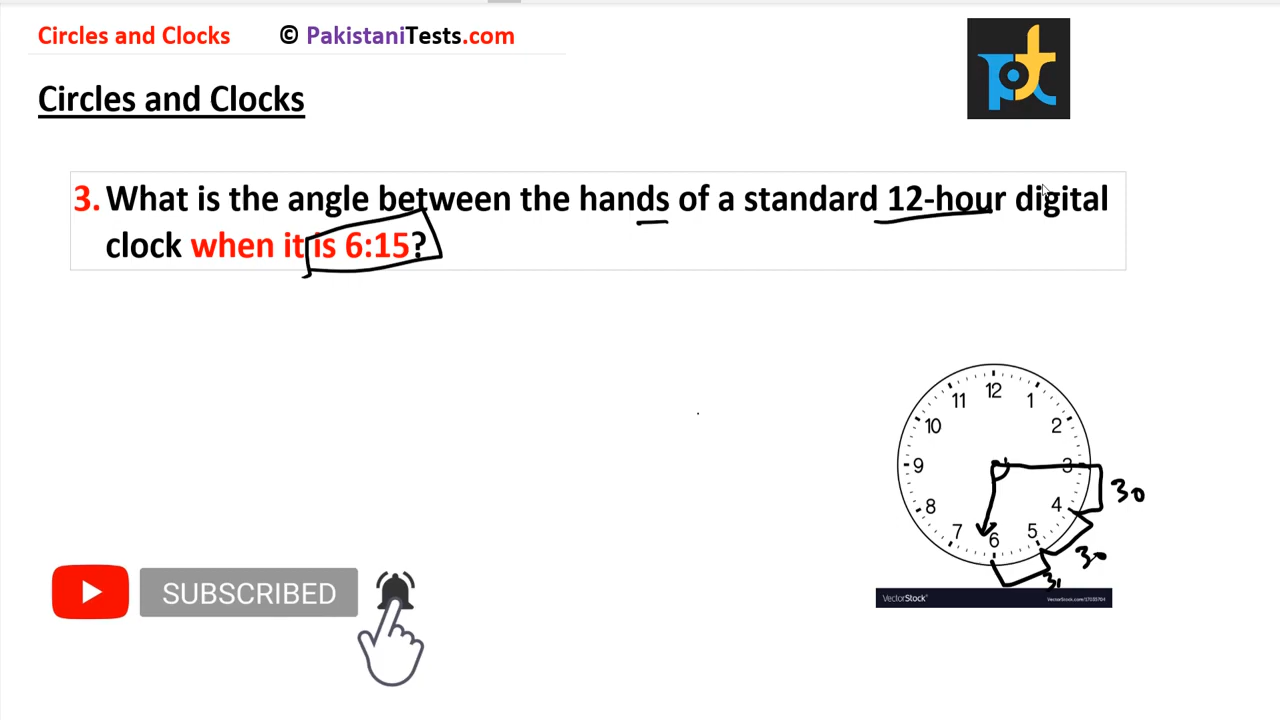 Circles and Clocks © PakistaniTests.com
pt
Circles and Clocks
3. What is the angle between the hands of a standard 12-hour digital
clock when it is 6:15?
12
11 1
10 2
9 3
8 4
7 5
6
30
30
SUBSCRIBED
VectorStock®